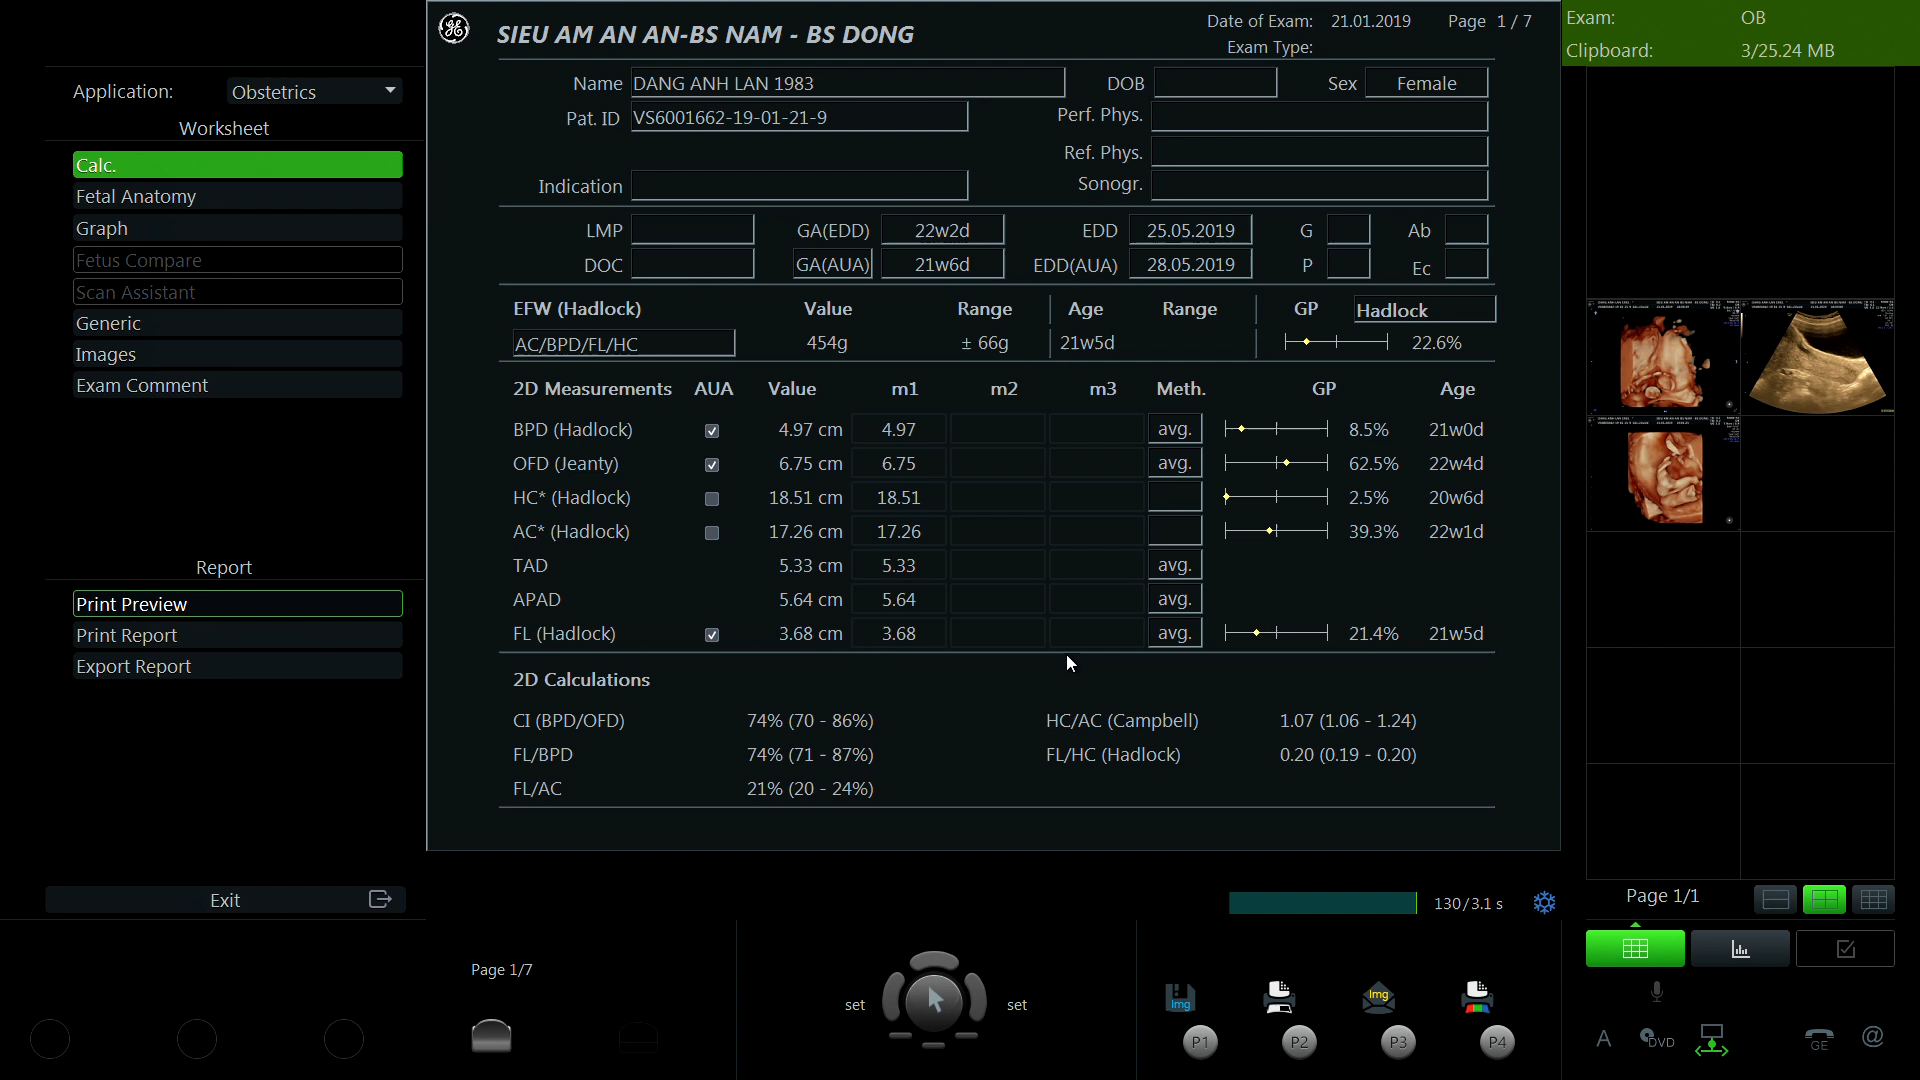 SIEU AM AN AN-BS NAM - BS DONG
Date of Exam: 21.01.2019 Page 1 / 7
Exam Type:
Exam: OB
Clipboard: 3/25.24 MB
Application: Obstetrics
Worksheet
Calc.
Fetal Anatomy
Graph
Fetus Compare
Scan Assistant
Generic
Images
Exam Comment
Report
Print Preview
Print Report
Export Report
Exit
Name DANG ANH LAN 1983 DOB Sex Female
Pat. ID VS6001662-19-01-21-9 Perf. Phys.
Ref. Phys.
Indication Sonogr.
LMP GA(EDD) 22w2d EDD 25.05.2019 G Ab
DOC GA(AUA) 21w6d EDD(AUA) 28.05.2019 P Ec
EFW (Hadlock) Value Range Age Range GP Hadlock
AC/BPD/FL/HC 454g ± 66g 21w5d 22.6%
2D Measurements AUA Value m1 m2 m3 Meth. GP Age
BPD (Hadlock) 4.97 cm 4.97 avg. 8.5% 21w0d
OFD (Jeanty) 6.75 cm 6.75 avg. 62.5% 22w4d
HC* (Hadlock) 18.51 cm 18.51 2.5% 20w6d
AC* (Hadlock) 17.26 cm 17.26 39.3% 22w1d
TAD 5.33 cm 5.33 avg.
APAD 5.64 cm 5.64 avg.
FL (Hadlock) 3.68 cm 3.68 avg. 21.4% 21w5d
2D Calculations
CI (BPD/OFD) 74% (70 - 86%) HC/AC (Campbell) 1.07 (1.06 - 1.24)
FL/BPD 74% (71 - 87%) FL/HC (Hadlock) 0.20 (0.19 - 0.20)
FL/AC 21% (20 - 24%)
130/3.1 s
Page 1/1
Page 1/7
set set
Img Img
P1 P2 P3 P4
A DVD GE @